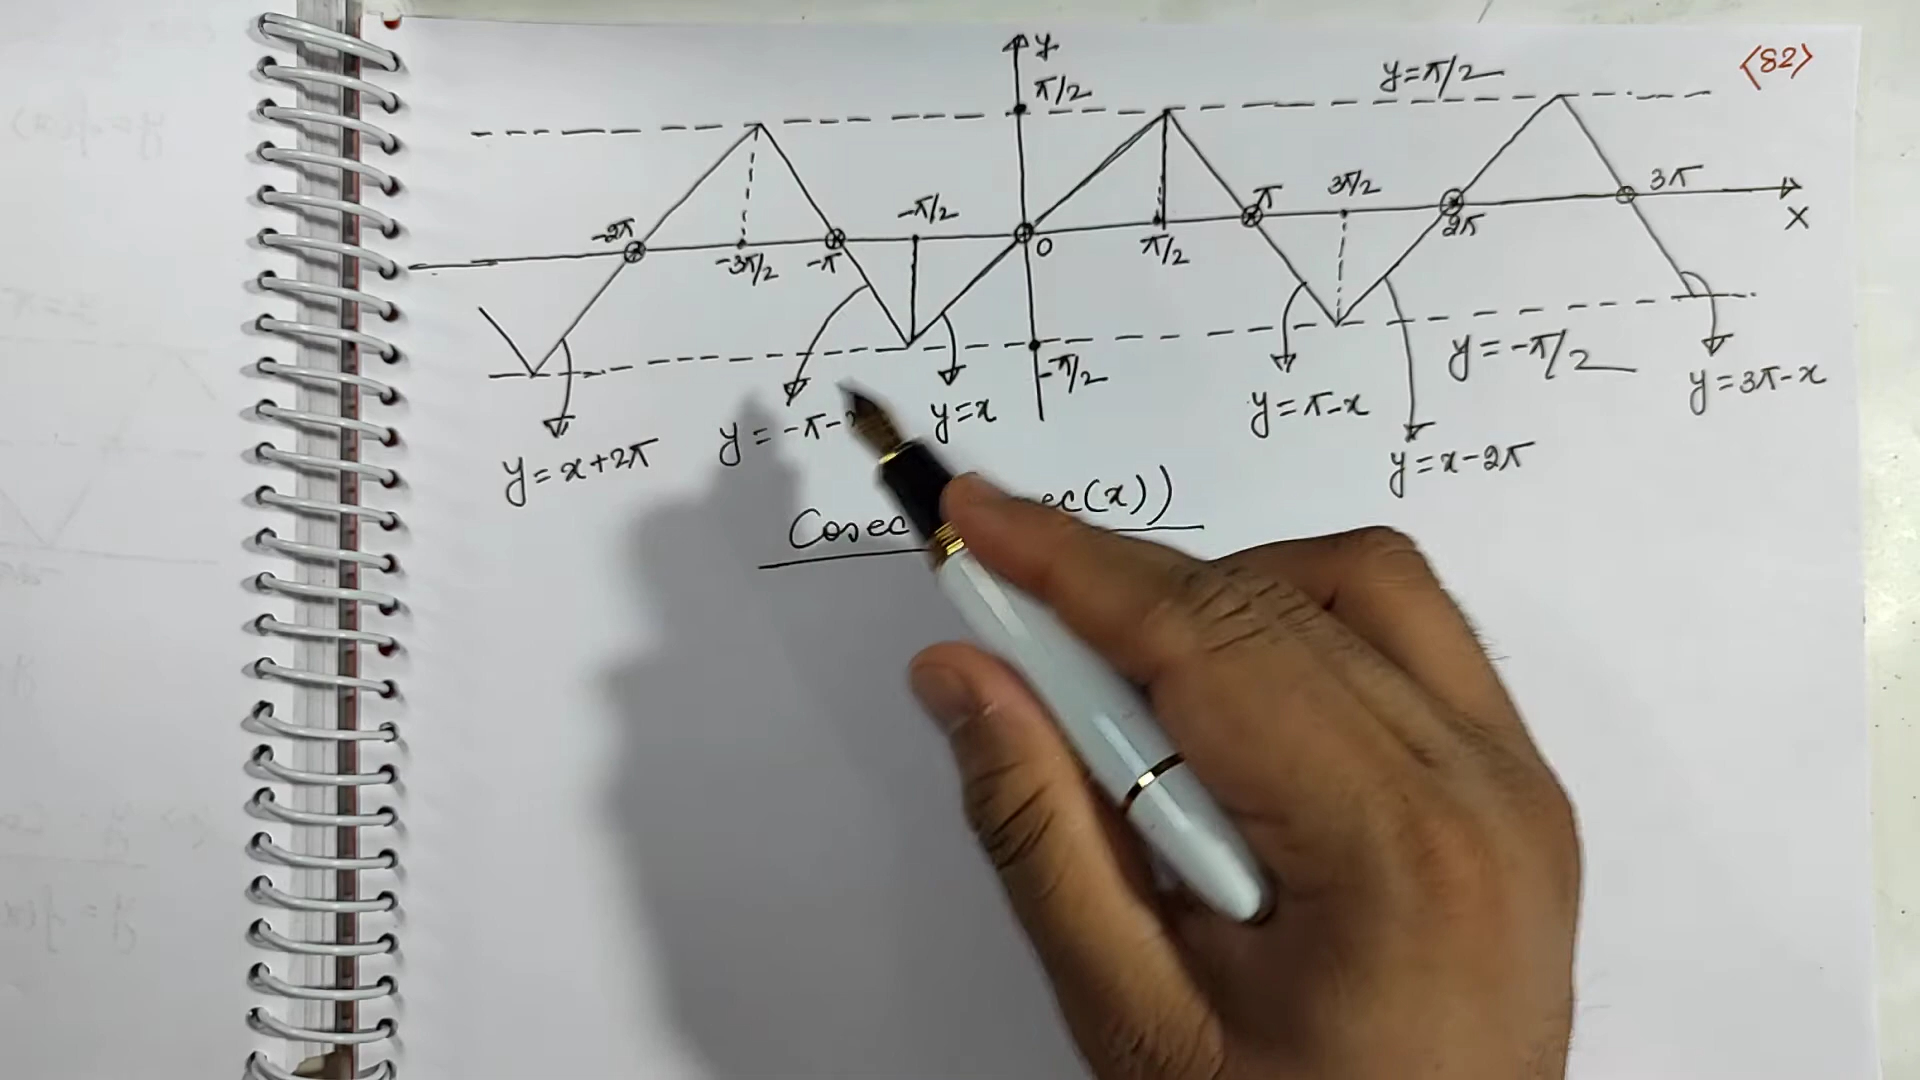 <82>
y
π/2
y=π/2
-2π
-3π/2
-π
-π/2
0
π/2
π
3π/2
2π
3π
X
-π/2
y=-π/2
y=x+2π
y=-π-
y=x
y=π-x
y=x-2π
y=3π-x
Cosec ec(x))